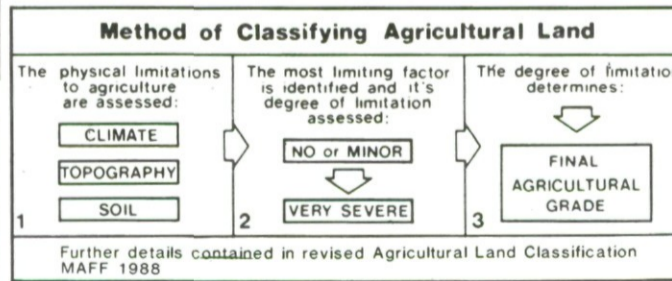 Method of Classifying Agricultural Land
The physical limitations
to agriculture
are assessed:
CLIMATE
TOPOGRAPHY
SOIL
1
The most limiting factor
is identified and it's
degree of limitation
assessed:
NO or MINOR
VERY SEVERE
2
The degree of limitatio
determines:
FINAL
AGRICULTURAL
GRADE
3
Further details contained in revised Agricultural Land Classification
MAFF 1988